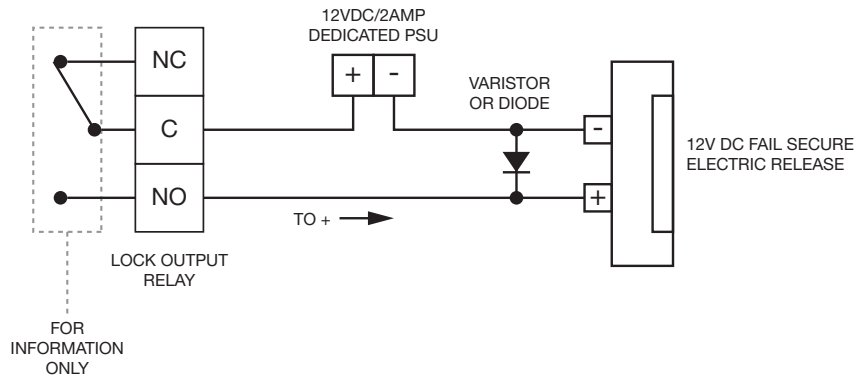 12VDC/2AMP
DEDICATED PSU
NC
+ -
VARISTOR
OR DIODE
C
-
12V DC FAIL SECURE
ELECTRIC RELEASE
NO
+
TO +
LOCK OUTPUT
RELAY
FOR
INFORMATION
ONLY